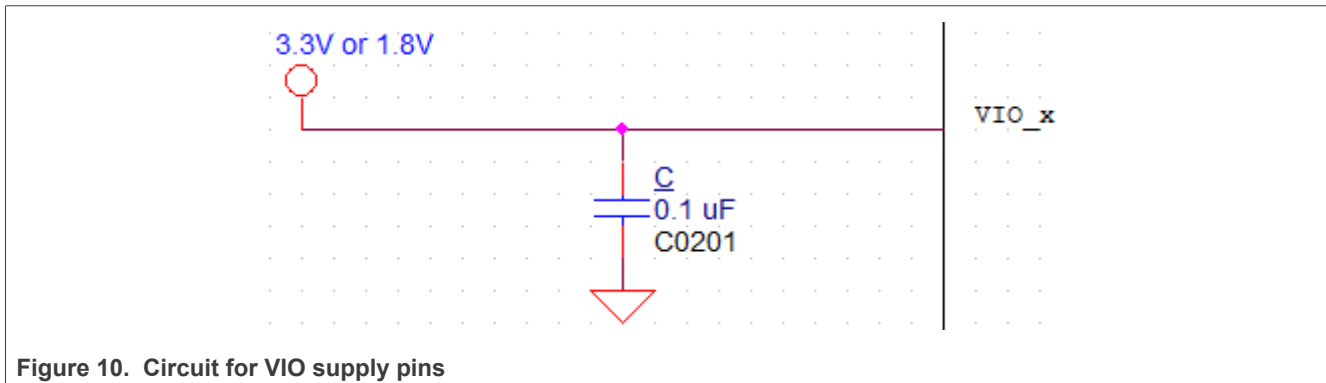 3.3V or 1.8V
VIO_x
C
0.1 uF
C0201
Figure 10. Circuit for VIO supply pins